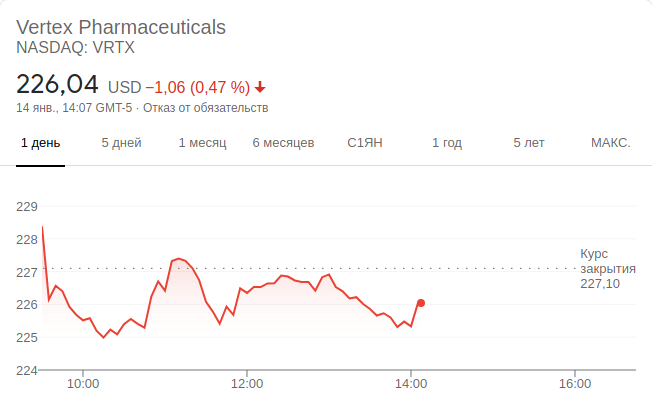 Vertex Pharmaceuticals
NASDAQ: VRTX
226,04 USD −1,06 (0,47 %)
14 янв., 14:07 GMT-5 · Отказ от обязательств
1 день 5 дней 1 месяц 6 месяцев С1ЯН 1 год 5 лет МАКС.
229
228
Курс
227 закрытия
227,10
226
225
224
10:00 12:00 14:00 16:00